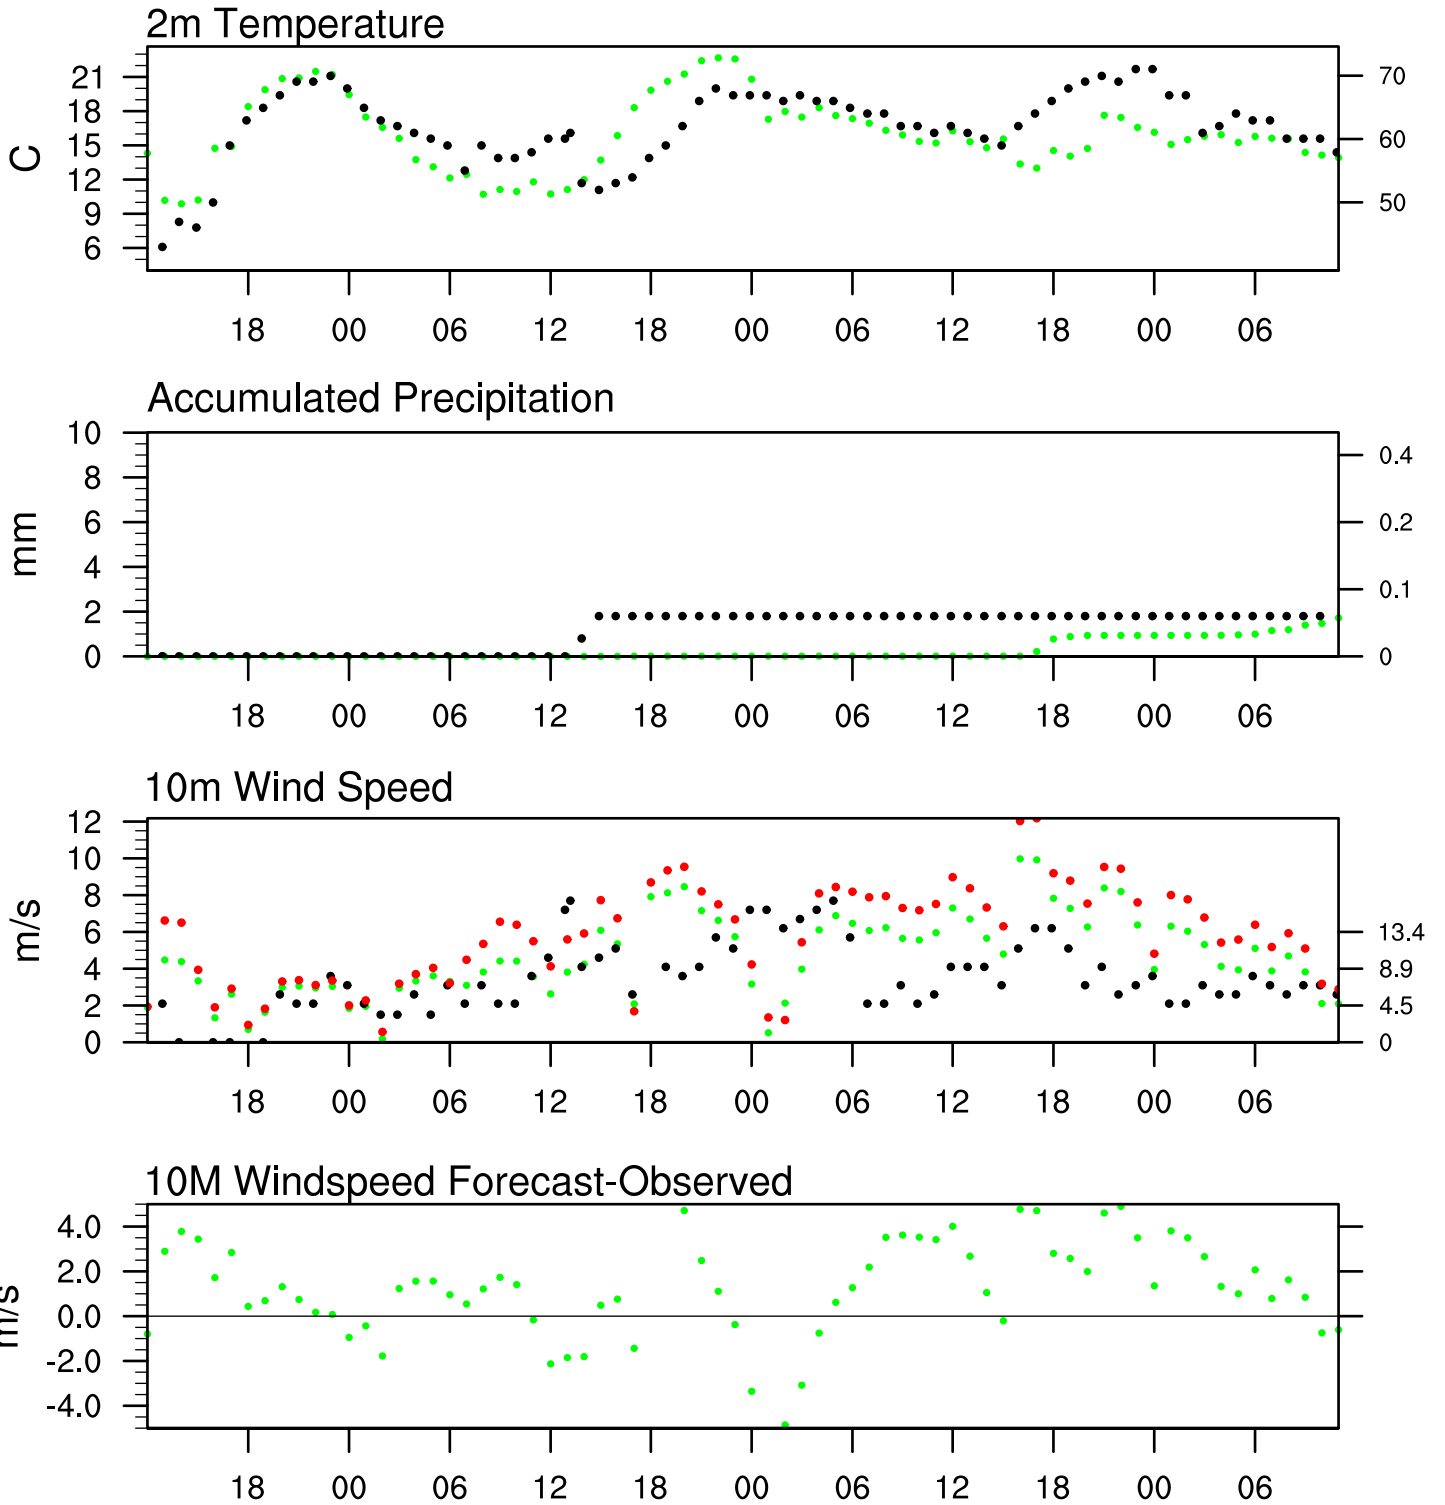 2m Temperature
21
18
15
12
9
6
C
70
60
50
18 00 06 12 18 00 06 12 18 00 06
Accumulated Precipitation
10
8
6
4
2
0
mm
0.4
0.2
0.1
0
18 00 06 12 18 00 06 12 18 00 06
10m Wind Speed
12
10
8
6
4
2
0
m/s
13.4
8.9
4.5
0
18 00 06 12 18 00 06 12 18 00 06
10M Windspeed Forecast-Observed
4.0
2.0
0.0
-2.0
-4.0
m/s
18 00 06 12 18 00 06 12 18 00 06